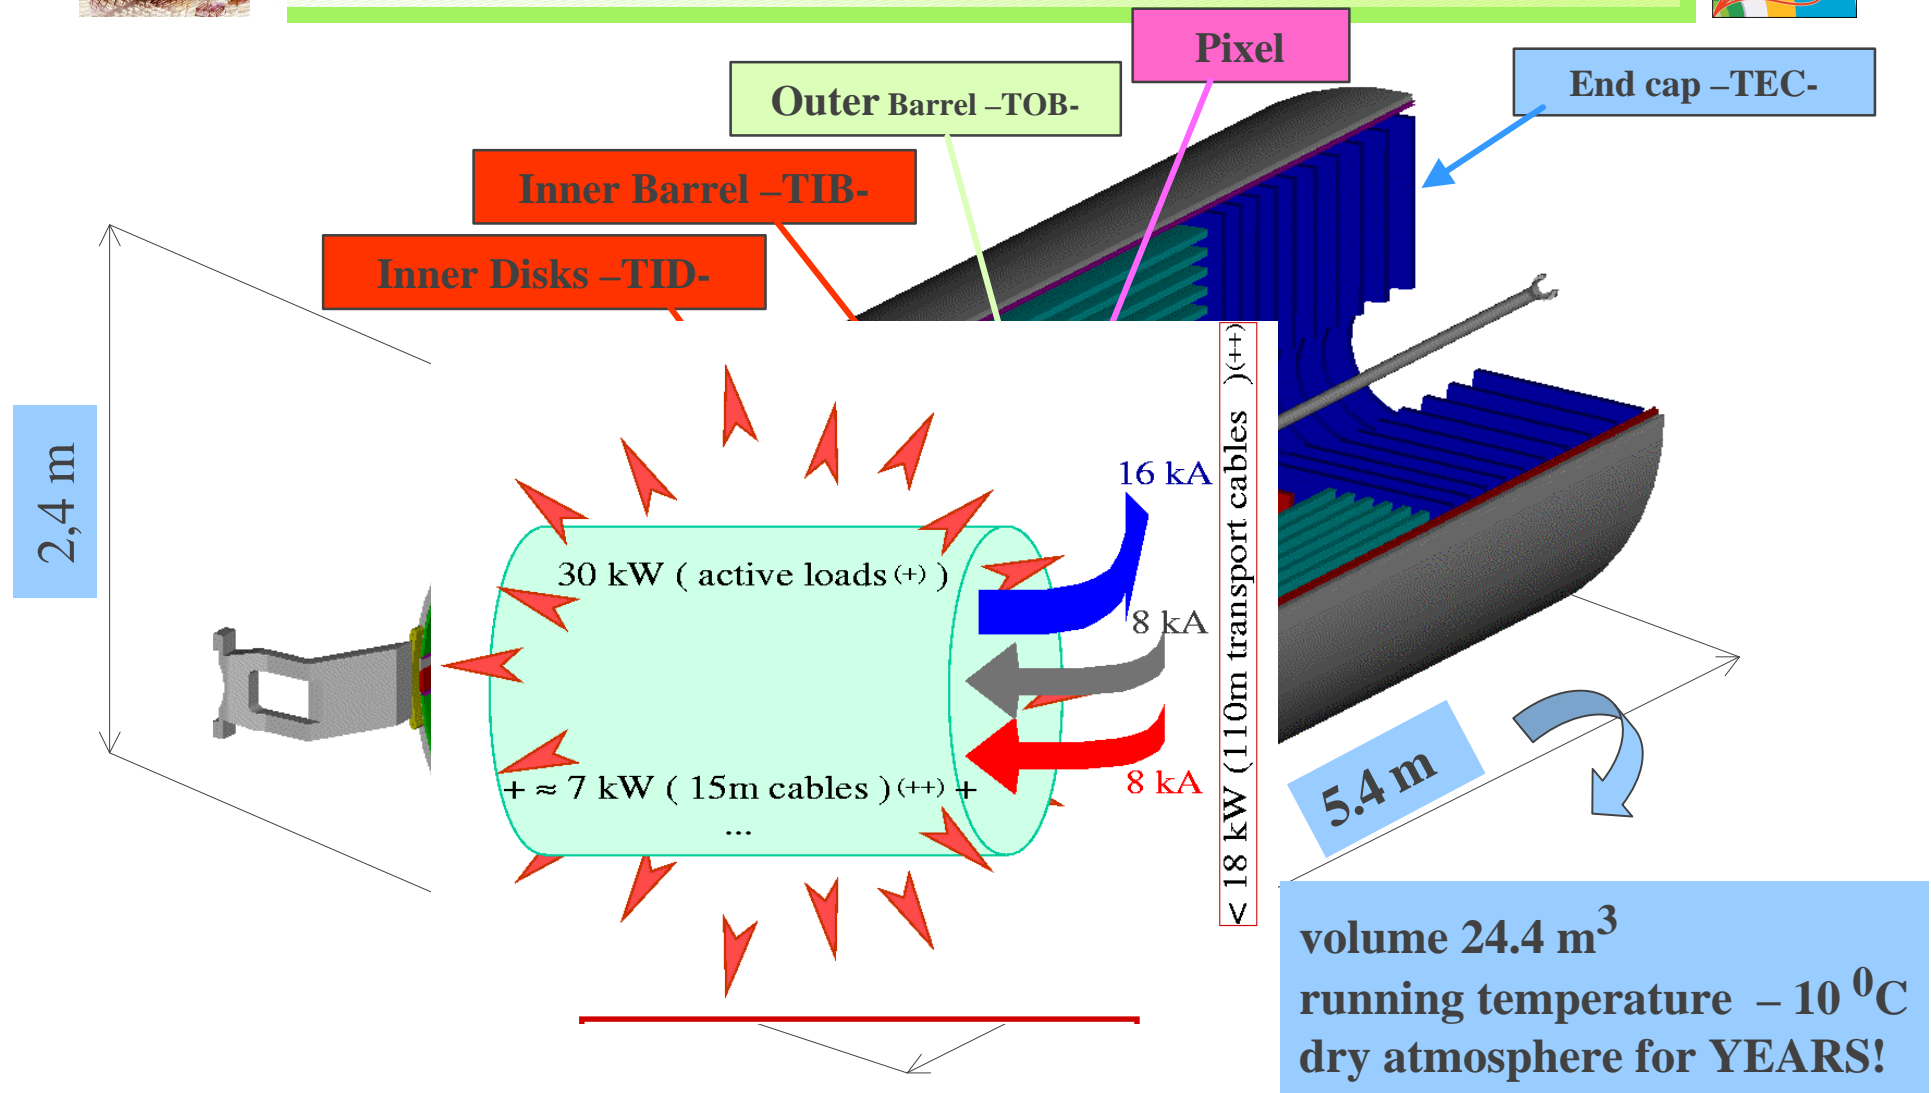 Pixel
End cap –TEC-
Outer Barrel –TOB-
Inner Barrel –TIB-
Inner Disks –TID-
2,4 m
16 kA
30 kW ( active loads (+) )
8 kA
8 kA
+ ≈ 7 kW ( 15m cables ) (++) +
...
< 18 kW (110m transport cables )(++)
5.4 m
volume 24.4 m³
running temperature – 10 ⁰C
dry atmosphere for YEARS!